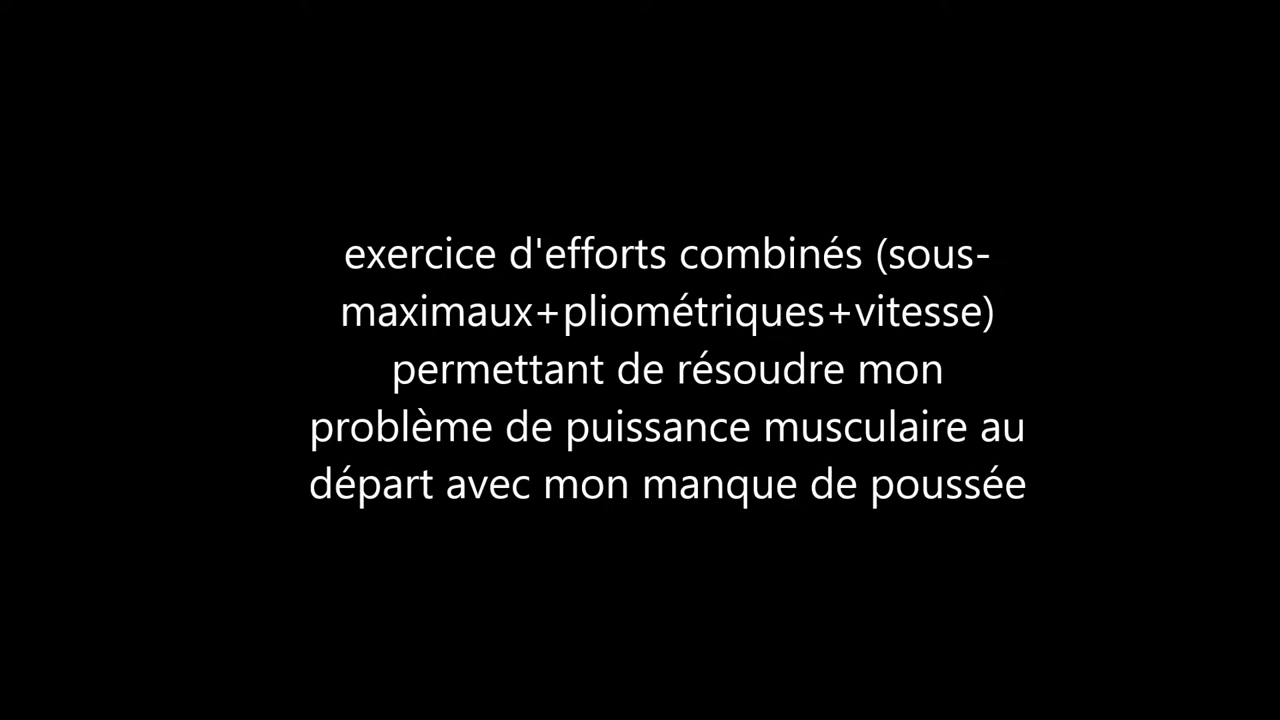 exercice d'efforts combinés (sous-
maximaux+pliométriques+vitesse)
permettant de résoudre mon
problème de puissance musculaire au
départ avec mon manque de poussée